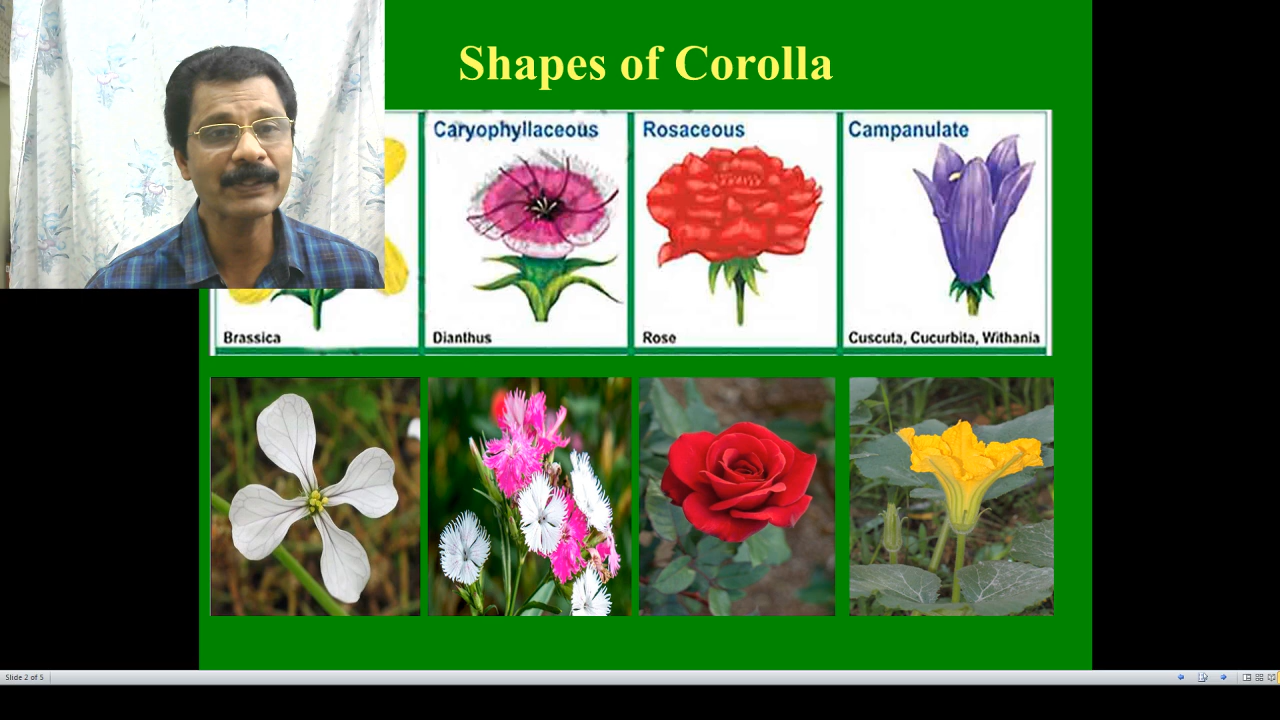 Shapes of Corolla
Caryophyllaceous
Rosaceous
Campanulate
Brassica
Dianthus
Rose
Cuscuta, Cucurbita, Withania
Slide 2 of 5